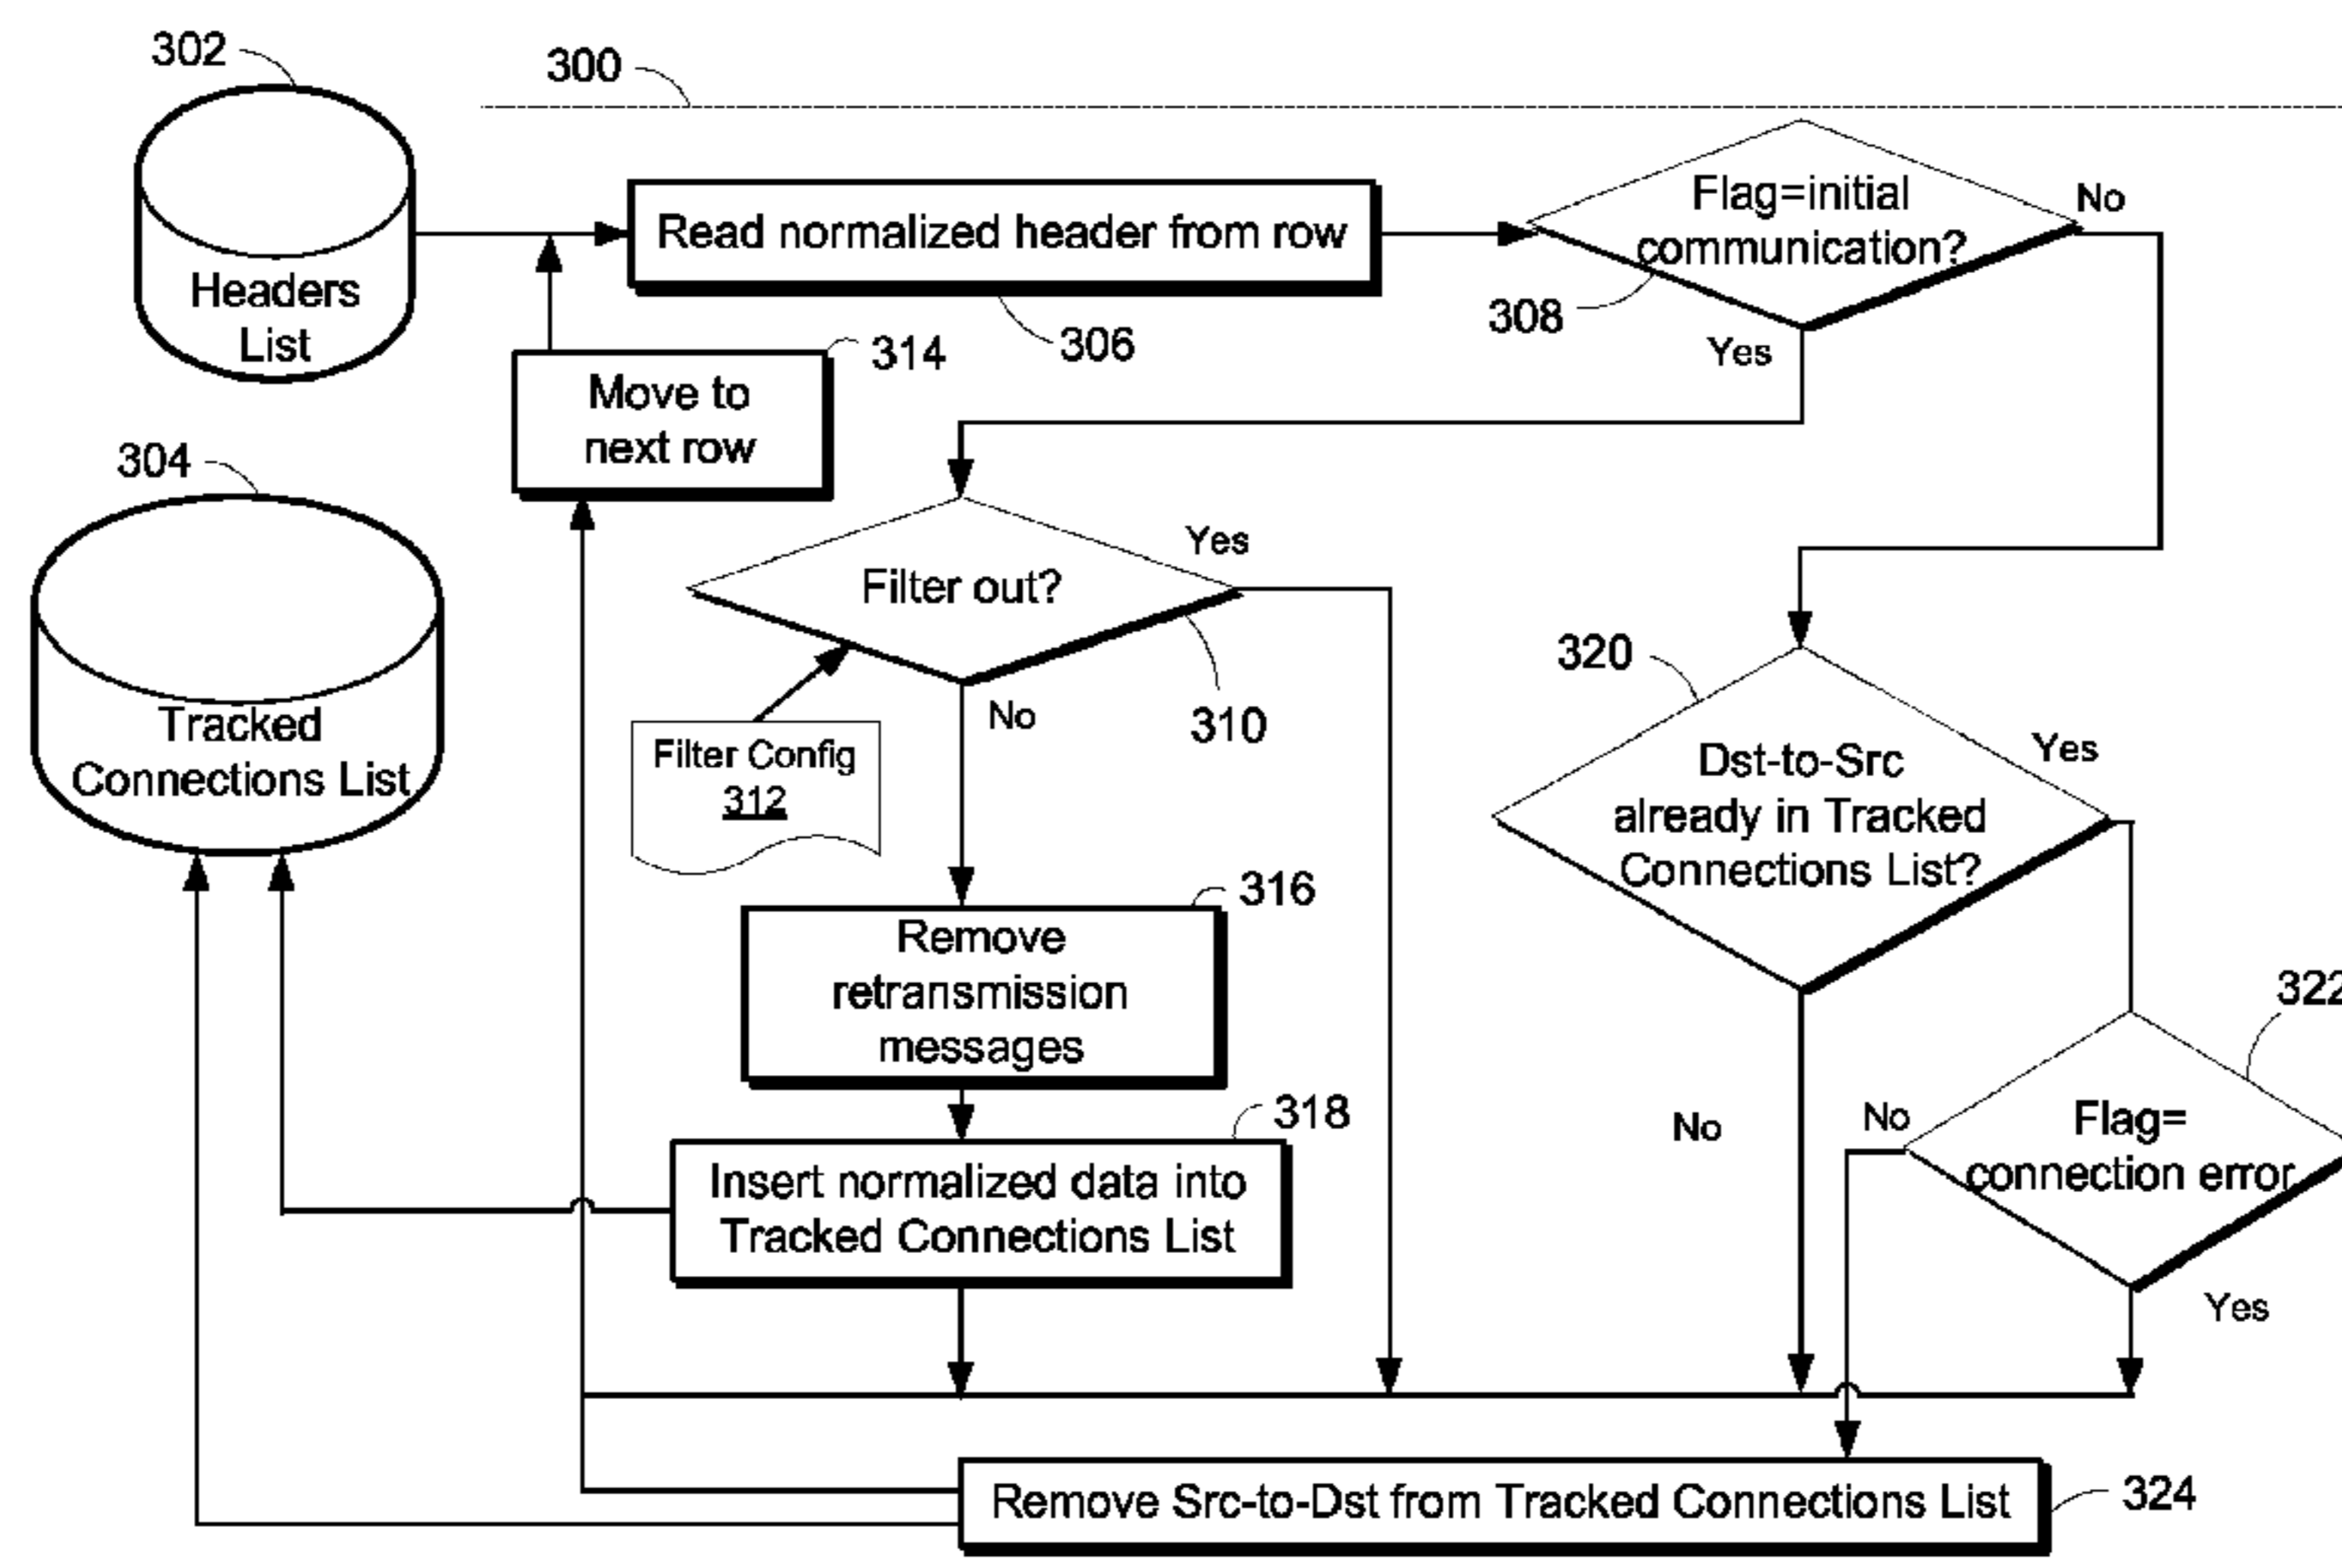 302
300
Headers
List
Read normalized header from row
306
Flag=initial
communication?
308
No
Yes
314
Move to
next row
304
Tracked
Connections List
Filter out?
Yes
310
No
Filter Config
312
316
Remove
retransmission
messages
318
Insert normalized data into
Tracked Connections List
320
Dst-to-Src
already in Tracked
Connections List?
Yes
No
322
No
Flag=
connection error
Yes
Remove Src-to-Dst from Tracked Connections List
324